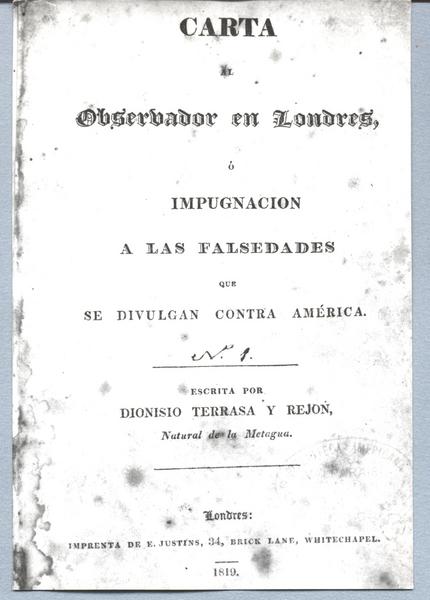 CARTA
AL
Observador en Londres,
ó
IMPUGNACION
A LAS FALSEDADES
QUE
SE DIVULGAN CONTRA AMÉRICA.
N.º 1.
ESCRITA POR
DIONISIO TERRASA Y REJON,
Natural de la Metagua.
Londres:
IMPRENTA DE E. JUSTINS, 34, BRICK LANE, WHITECHAPEL.
1819.